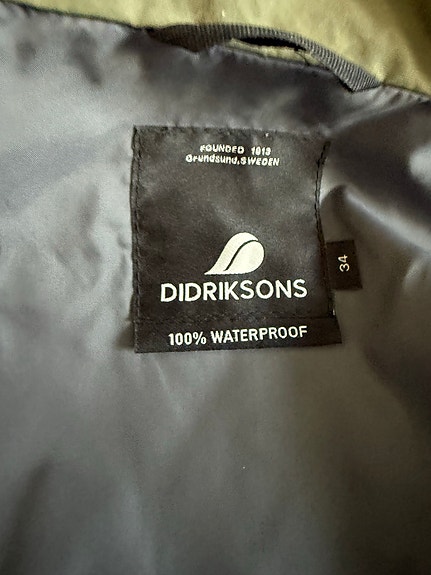 FOUNDED 1913
Grundsund, SWEDEN
DIDRIKSONS
34
100% WATERPROOF